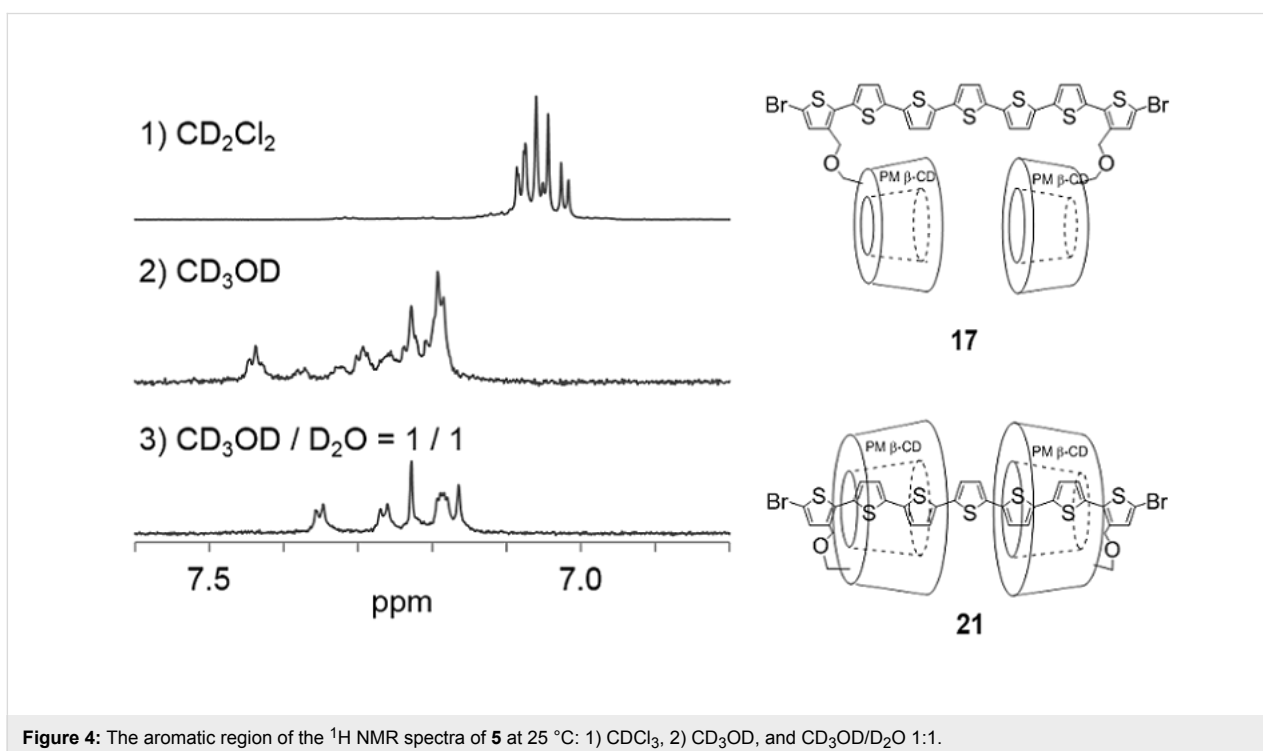 1) CD₂Cl₂
2) CD₃OD
3) CD₃OD / D₂O = 1 / 1
7.5 7.0
ppm
Br S S S S S S S Br
O O
PM β-CD PM β-CD
17
PM β-CD PM β-CD
Br S S S S S S S Br
O O
21
Figure 4: The aromatic region of the ¹H NMR spectra of 5 at 25 °C: 1) CDCl₃, 2) CD₃OD, and CD₃OD/D₂O 1:1.